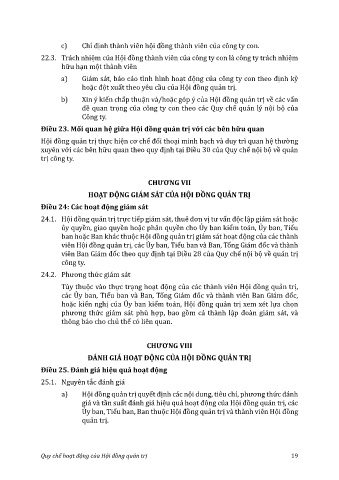 c) Chỉ định thành viên hội đồng thành viên của công ty con.
22.3. Trách nhiệm của Hội đồng thành viên của công ty con là công ty trách nhiệm
hữu hạn một thành viên
a) Giám sát, báo cáo tình hình hoạt động của công ty con theo định kỳ
hoặc đột xuất theo yêu cầu của Hội đồng quản trị.
b) Xin ý kiến chấp thuận và/hoặc góp ý của Hội đồng quản trị về các vấn
đề quan trọng của công ty con theo các Quy chế quản lý nội bộ của
Công ty.
Điều 23. Mối quan hệ giữa Hội đồng quản trị với các bên hữu quan
Hội đồng quản trị thực hiện cơ chế đối thoại minh bạch và duy trì quan hệ thường
xuyên với các bên hữu quan theo quy định tại Điều 30 của Quy chế nội bộ về quản
trị công ty.
CHƯƠNG VII
HOẠT ĐỘNG GIÁM SÁT CỦA HỘI ĐỒNG QUẢN TRỊ
Điều 24: Các hoạt động giám sát
24.1. Hội đồng quản trị trực tiếp giám sát, thuê đơn vị tư vấn độc lập giám sát hoặc
ủy quyền, giao quyền hoặc phân quyền cho Ủy ban kiểm toán, Ủy ban, Tiểu
ban hoặc Ban khác thuộc Hội đồng quản trị giám sát hoạt động của các thành
viên Hội đồng quản trị, các Ủy ban, Tiểu ban và Ban, Tổng Giám đốc và thành
viên Ban Giám đốc theo quy định tại Điều 28 của Quy chế nội bộ về quản trị
công ty.
24.2. Phương thức giám sát
Tùy thuộc vào thực trạng hoạt động của các thành viên Hội đồng quản trị,
các Ủy ban, Tiểu ban và Ban, Tổng Giám đốc và thành viên Ban Giám đốc,
hoặc kiến nghị của Ủy ban kiểm toán, Hội đồng quản trị xem xét lựa chọn
phương thức giám sát phù hợp, bao gồm cả thành lập đoàn giám sát, và
thông báo cho chủ thể có liên quan.
CHƯƠNG VIII
ĐÁNH GIÁ HOẠT ĐỘNG CỦA HỘI ĐỒNG QUẢN TRỊ
Điều 25. Đánh giá hiệu quả hoạt động
25.1. Nguyên tắc đánh giá
a) Hội đồng quản trị quyết định các nội dung, tiêu chí, phương thức đánh
giá và tần suất đánh giá hiệu quả hoạt động của Hội đồng quản trị, các
Ủy ban, Tiểu ban, Ban thuộc Hội đồng quản trị và thành viên Hội đồng
quản trị.
Quy chế hoạt động của Hội đồng quản trị 19